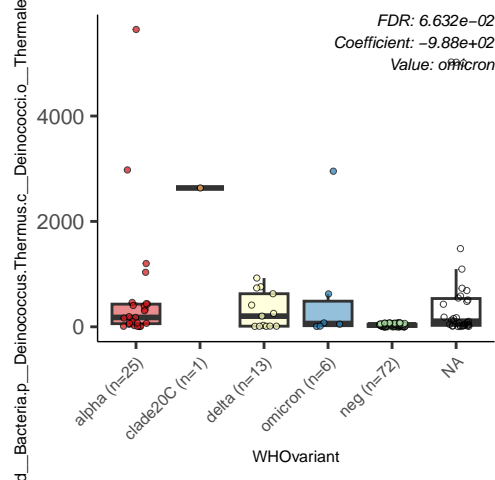 FDR: 6.632e−02
Coefficient: −9.88e+02
Value: omicron
d__Bacteria.p__Deinococcus.Thermus.c__Deinococci.o__Thermale
4000
2000
0
alpha (n=25)
clade20C (n=1)
delta (n=13)
omicron (n=6)
neg (n=72)
NA
WHOvariant